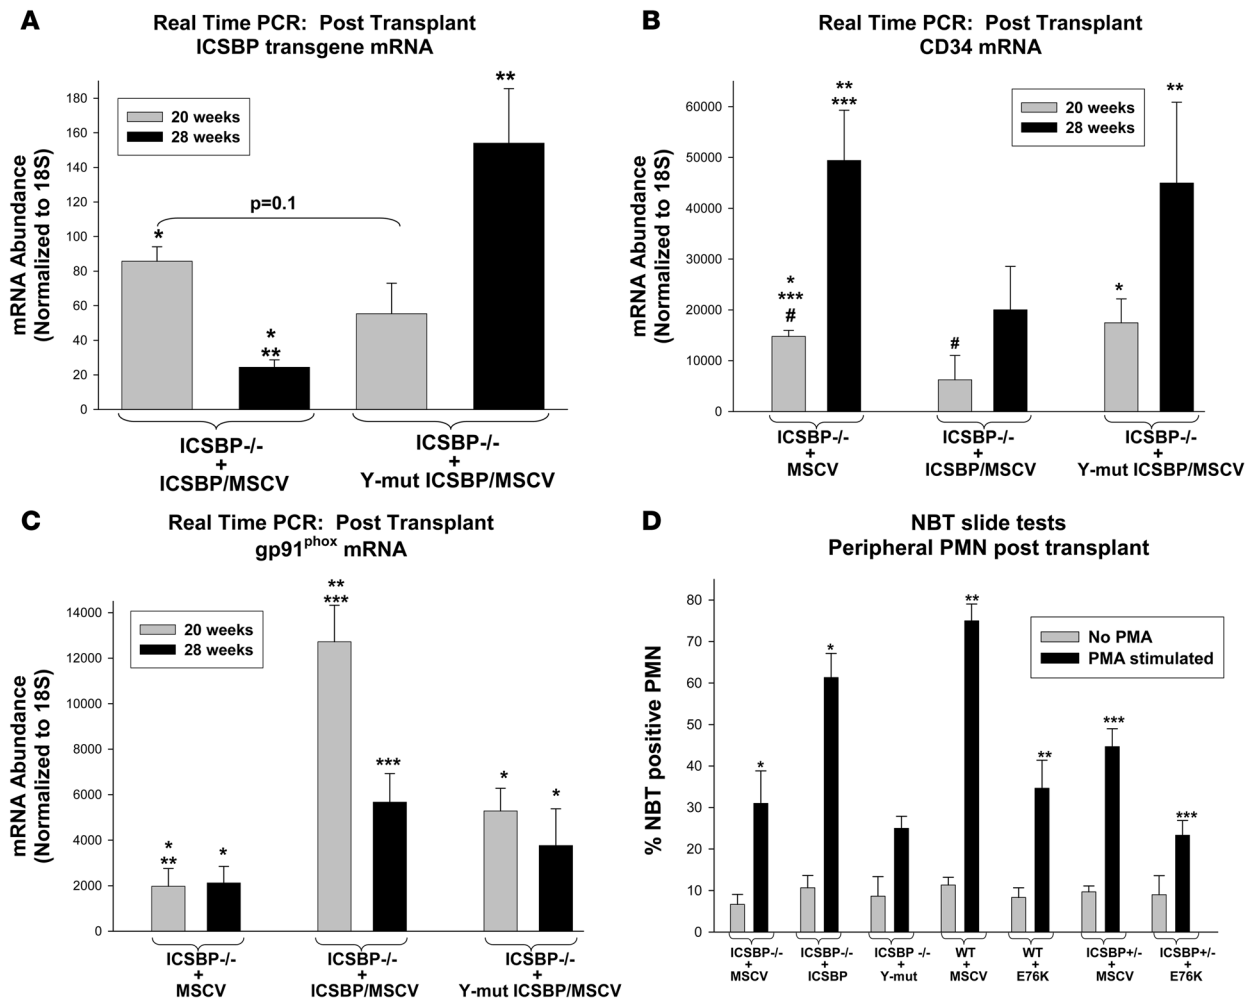 A
Real Time PCR: Post Transplant
ICSBP transgene mRNA
mRNA Abundance
(Normalized to 18S)
180
160
140
120
100
80
60
40
20
0
20 weeks
28 weeks
**
p=0.1
*
*
**
ICSBP-/-
+
ICSBP/MSCV
ICSBP-/-
+
Y-mut ICSBP/MSCV
B
Real Time PCR: Post Transplant
CD34 mRNA
mRNA Abundance
(Normalized to 18S)
60000
50000
40000
30000
20000
10000
0
20 weeks
28 weeks
*
***
#
**
***
#
*
**
ICSBP-/-
+
MSCV
ICSBP-/-
+
ICSBP/MSCV
ICSBP-/-
+
Y-mut ICSBP/MSCV
C
Real Time PCR: Post Transplant
gp91phox mRNA
mRNA Abundance
(Normalized to 18S)
14000
12000
10000
8000
6000
4000
2000
0
20 weeks
28 weeks
*
**
*
**
***
***
*
*
ICSBP-/-
+
MSCV
ICSBP-/-
+
ICSBP/MSCV
ICSBP-/-
+
Y-mut ICSBP/MSCV
D
NBT slide tests
Peripheral PMN post transplant
% NBT positive PMN
80
70
60
50
40
30
20
10
0
No PMA
PMA stimulated
*
*
**
**
***
***
ICSBP-/-
+
MSCV
ICSBP-/-
+
ICSBP
ICSBP -/-
+
Y-mut
WT
+
MSCV
WT
+
E76K
ICSBP+/-
+
MSCV
ICSBP+/-
+
E76K